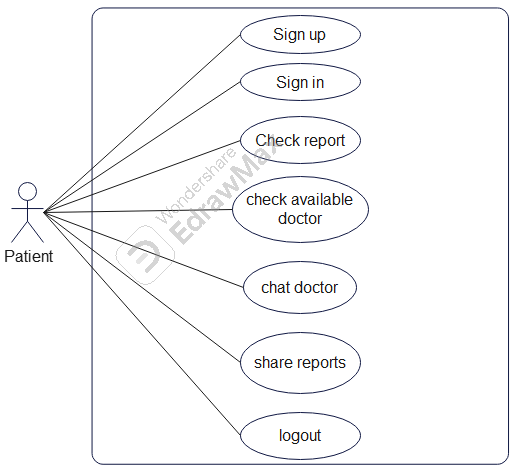 Sign up
Sign in
Check report
Wondershare
EdrawMax
check available
doctor
Patient
chat doctor
share reports
logout